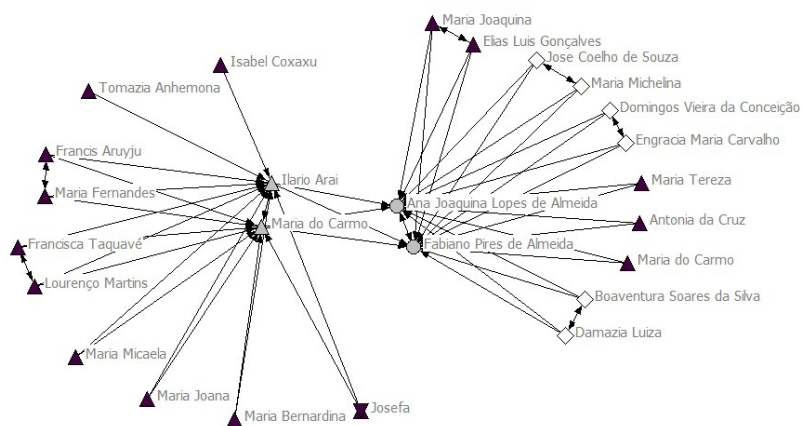 Maria Joaquina
Elias Luis Gonçalves
Jose Coelho de Souza
Isabel Coxaxu
Maria Michelina
Tomazia Anhemona
Domingos Vieira da Conceição
Engracia Maria Carvalho
Francis Aruyju
Ilario Arai
Maria Tereza
Maria Fernandes
Ana Joaquina Lopes de Almeida
Maria do Carmo
Antonia da Cruz
Francisca Taquavé
Fabiano Pires de Almeida
Maria do Carmo
Lourenço Martins
Boaventura Soares da Silva
Damazia Luiza
Maria Micaela
Maria Joana
Josefa
Maria Bernardina